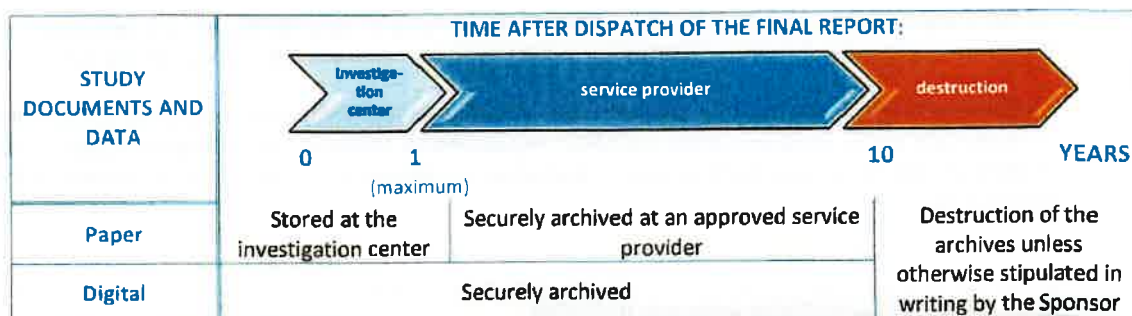 TIME AFTER DISPATCH OF THE FINAL REPORT:
STUDY
DOCUMENTS AND
DATA
Investiga-
tion
center
service provider
destruction
0 1 10 YEARS
(maximum)
Paper
Stored at the
investigation center
Securely archived at an approved service
provider
Destruction of the
archives unless
otherwise stipulated in
writing by the Sponsor
Digital
Securely archived